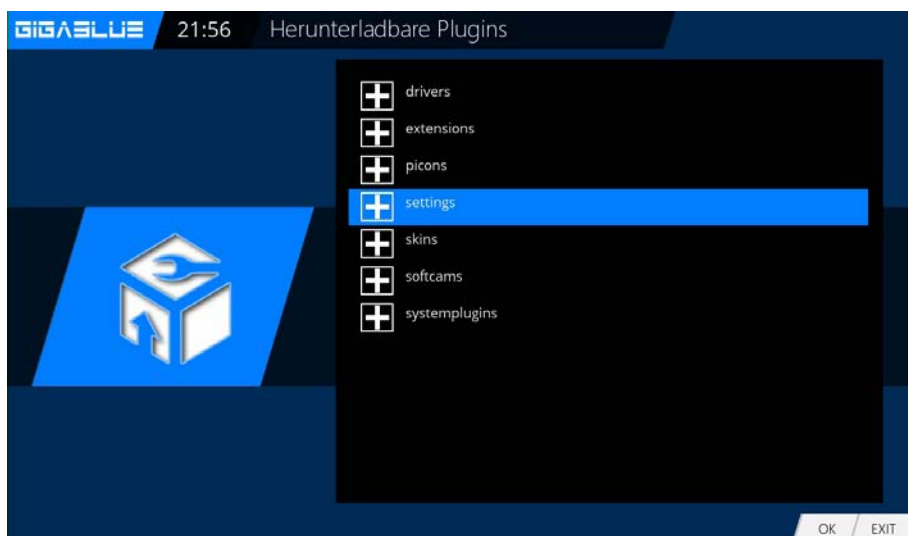 GIGABLUE 21:56 Herunterladbare Plugins
drivers
extensions
picons
settings
skins
softcams
systemplugins
OK EXIT